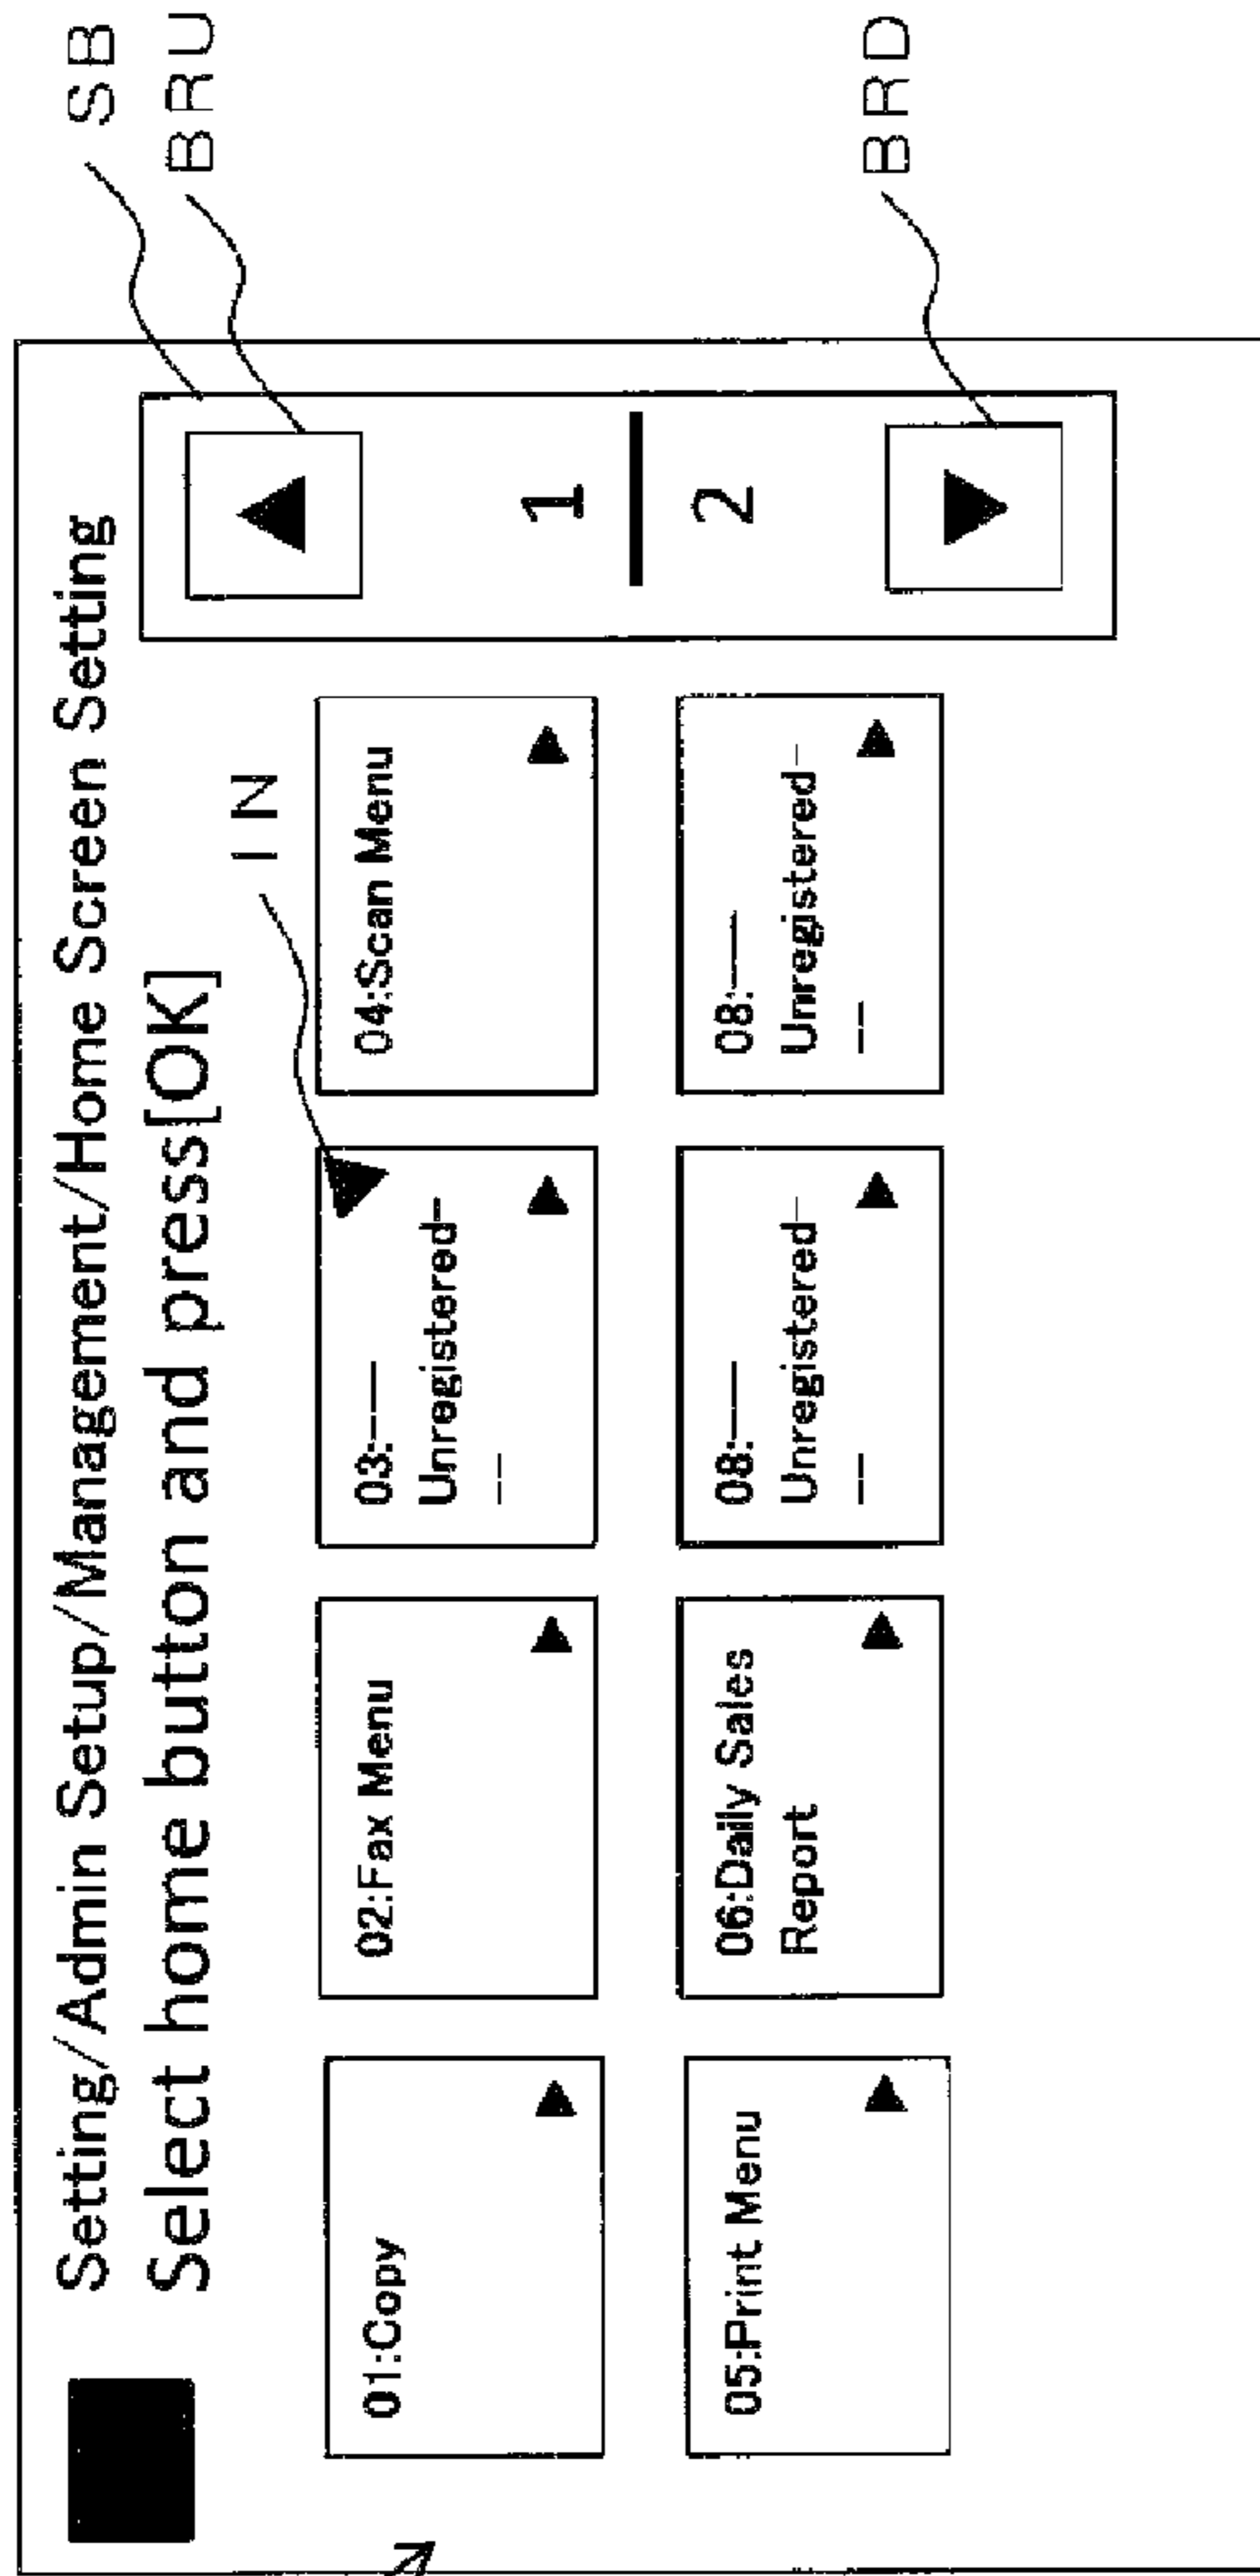 SB
BRU
Setting/Admin Setup/Management/Home Screen Setting
Select home button and press[OK]
IN
01:Copy
02:Fax Menu
03:----
Unregistered-
--
04:Scan Menu
05:Print Menu
06:Daily Sales
Report
08:----
Unregistered-
--
08:----
Unregistered-
--
1
2
BRD